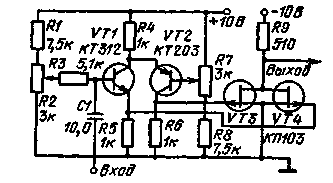 R1
7,5к
R3
5,1к
R2
3к
C1
10,0
Вход
VT1
КТ312
R4
1к
VT2
КТ203
R5
1к
R6
1к
+10В
R7
3к
R8
7,5к
-10В
R9
510
Выход
VT3
VT4
КП103